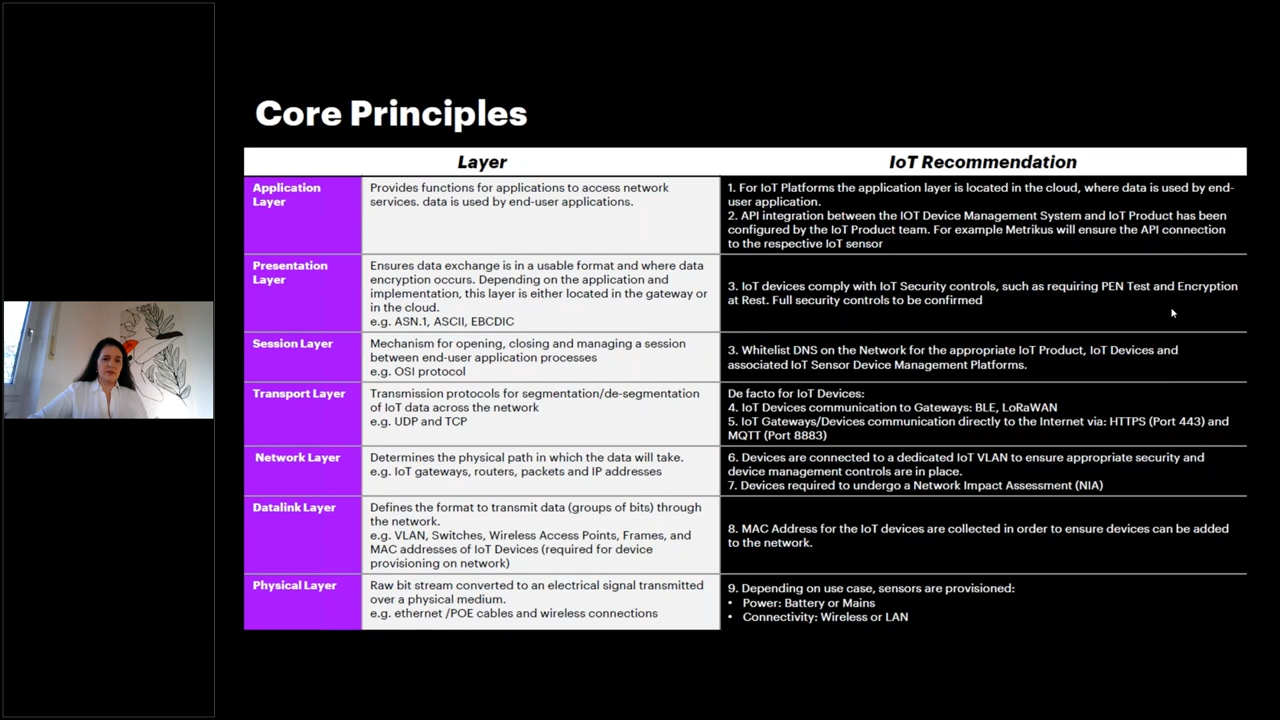 Core Principles
Layer
IoT Recommendation
Application
Layer
Provides functions for applications to access network
services. data is used by end-user applications.
1. For IoT Platforms the application layer is located in the cloud, where data is used by end-
user application.
2. API integration between the IOT Device Management System and IoT Product has been
configured by the IoT Product team. For example Metrikus will ensure the API connection
to the respective IoT sensor
Presentation
Layer
Ensures data exchange is in a usable format and where data
encryption occurs. Depending on the application and
implementation, this layer is either located in the gateway or
in the cloud.
e.g. ASN.1, ASCII, EBCDIC
3. IoT devices comply with IoT Security controls, such as requiring PEN Test and Encryption
at Rest. Full security controls to be confirmed
Session Layer
Mechanism for opening, closing and managing a session
between end-user application processes
e.g. OSI protocol
3. Whitelist DNS on the Network for the appropriate IoT Product, IoT Devices and
associated IoT Sensor Device Management Platforms.
Transport Layer
Transmission protocols for segmentation/de-segmentation
of IoT data across the network
e.g. UDP and TCP
De facto for IoT Devices:
4. IoT Devices communication to Gateways: BLE, LoRaWAN
5. IoT Gateways/Devices communication directly to the Internet via: HTTPS (Port 443) and
MQTT (Port 8883)
Network Layer
Determines the physical path in which the data will take.
e.g. IoT gateways, routers, packets and IP addresses
6. Devices are connected to a dedicated IoT VLAN to ensure appropriate security and
device management controls are in place.
7. Devices required to undergo a Network Impact Assessment (NIA)
Datalink Layer
Defines the format to transmit data (groups of bits) through
the network.
e.g. VLAN, Switches, Wireless Access Points, Frames, and
MAC addresses of IoT Devices (required for device
provisioning on network)
8. MAC Address for the IoT devices are collected in order to ensure devices can be added
to the network.
Physical Layer
Raw bit stream converted to an electrical signal transmitted
over a physical medium.
e.g. ethernet /POE cables and wireless connections
9. Depending on use case, sensors are provisioned:
• Power: Battery or Mains
• Connectivity: Wireless or LAN